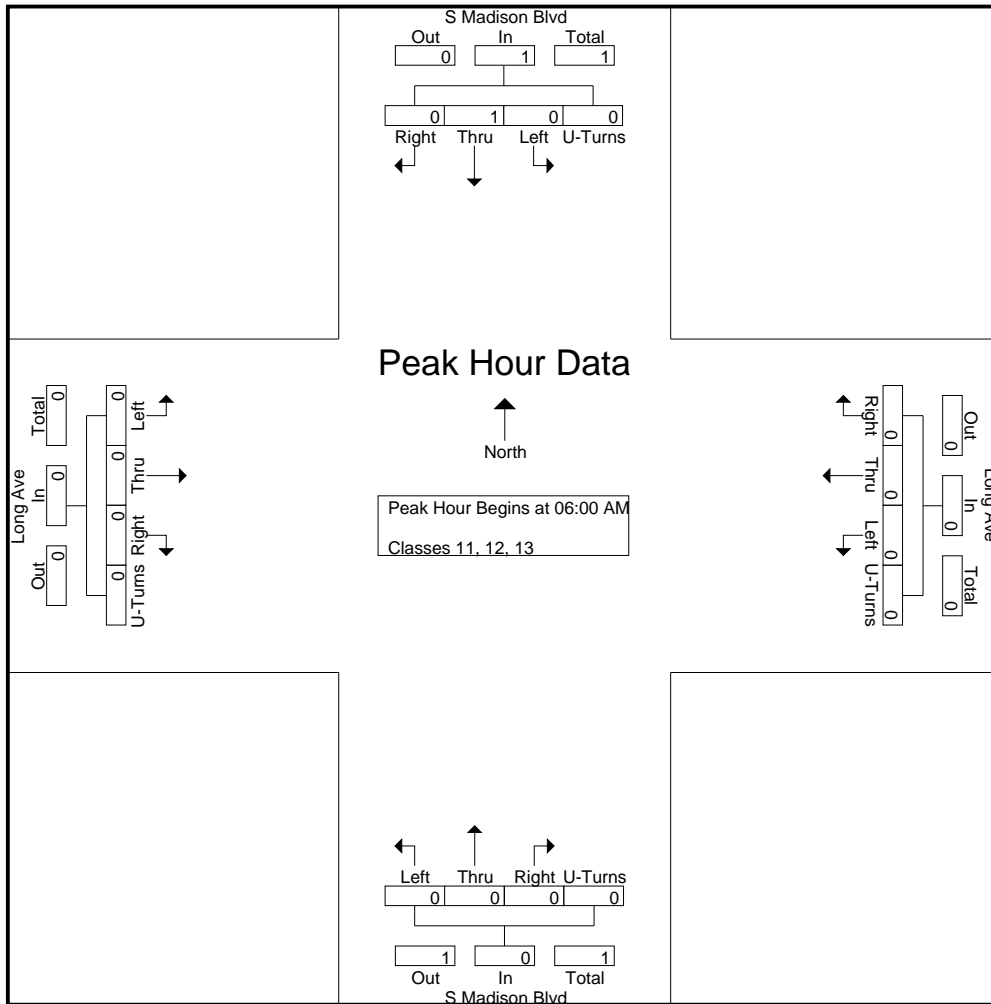 S Madison Blvd
Out In Total
0 1 1
0 1 0 0
Right Thru Left U-Turns
Peak Hour Data
North
Peak Hour Begins at 06:00 AM
Classes 11, 12, 13
Long Ave
Total In Out
0 0 0
0 0 0 0
Left Thru Right U-Turns
Right Thru Left U-Turns
0 0 0 0
Out In Total
0 0 0
Long Ave
Left Thru Right U-Turns
0 0 0 0
1 0 1
Out In Total
S Madison Blvd